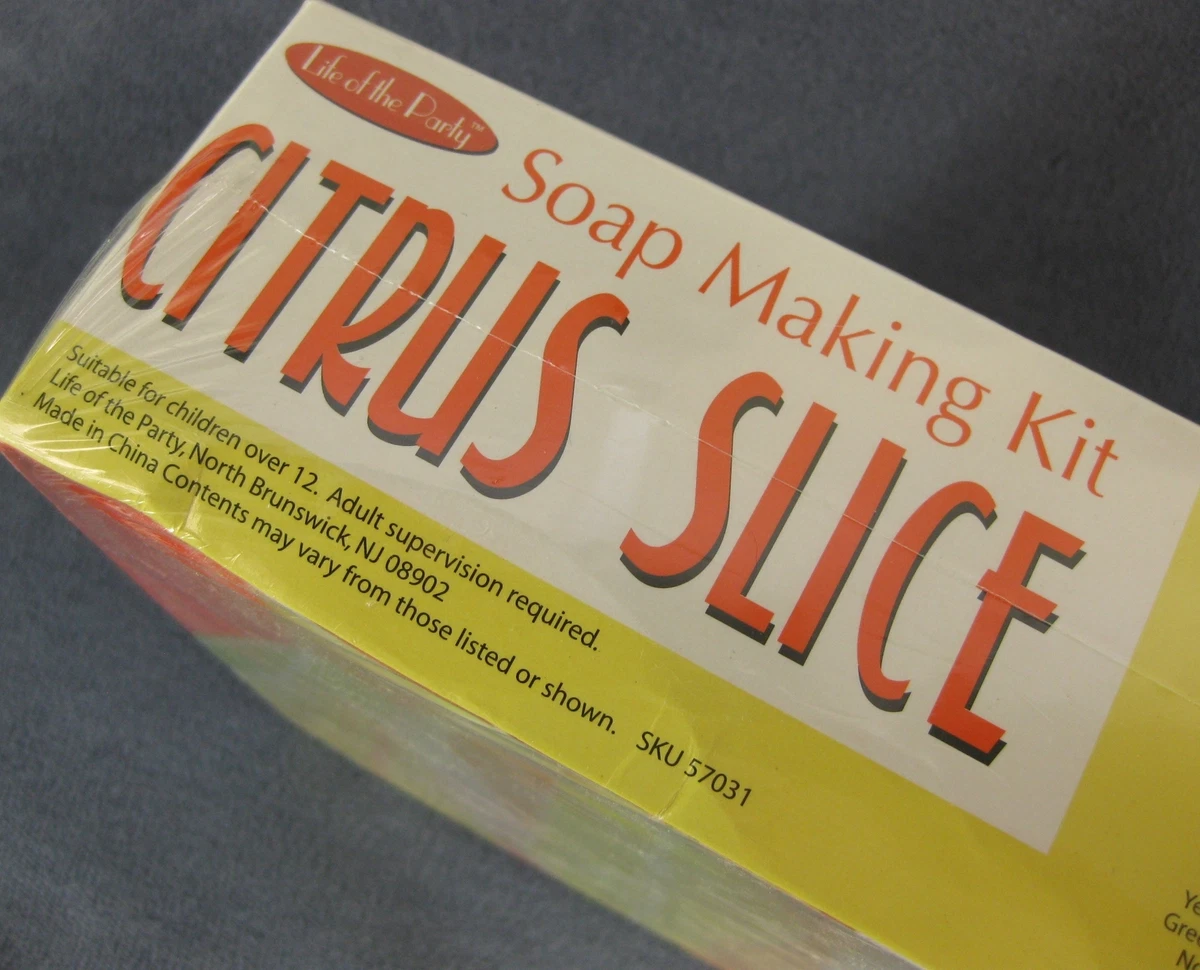 Life of the Party™
Soap Making Kit
CITRUS SLICE
Suitable for children over 12. Adult supervision required.
Life of the Party, North Brunswick, NJ 08902
Made in China Contents may vary from those listed or shown. SKU 57031